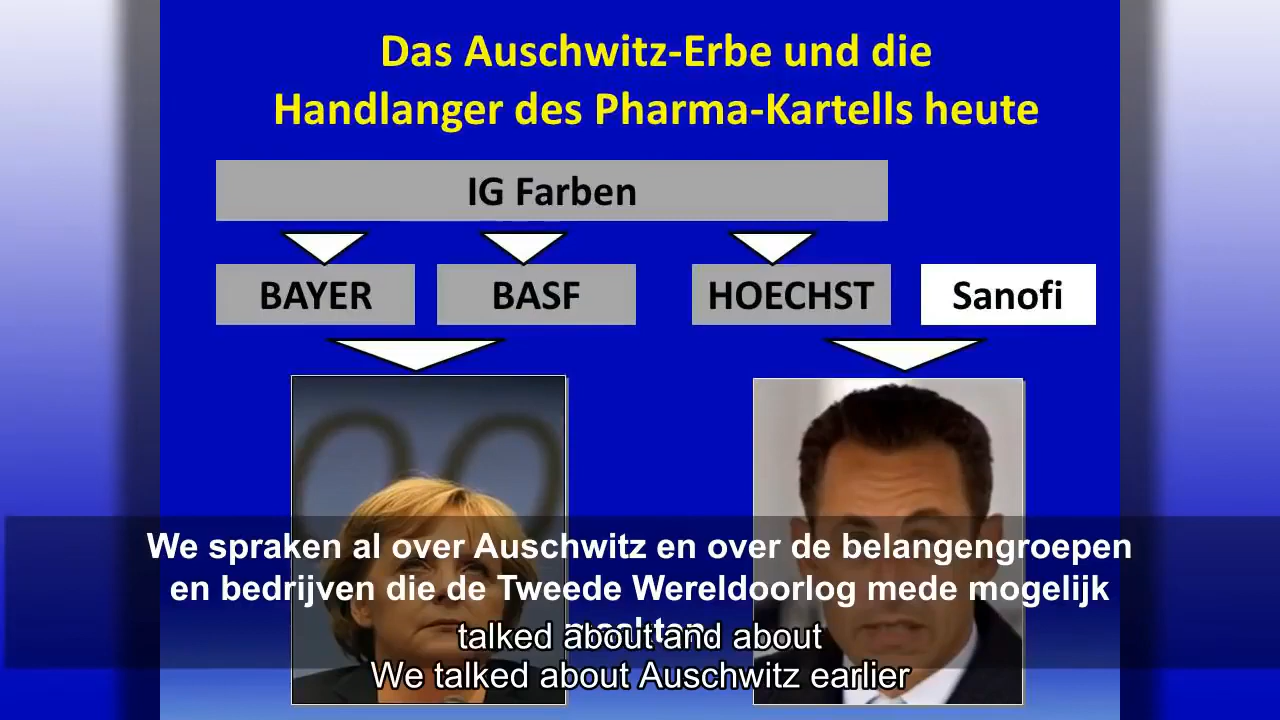 Das Auschwitz-Erbe und die
Handlanger des Pharma-Kartells heute
IG Farben
BAYER
BASF
HOECHST
Sanofi
We spraken al over Auschwitz en over de belangengroepen
en bedrijven die de Tweede Wereldoorlog mede mogelijk
talked about and about
We talked about Auschwitz earlier